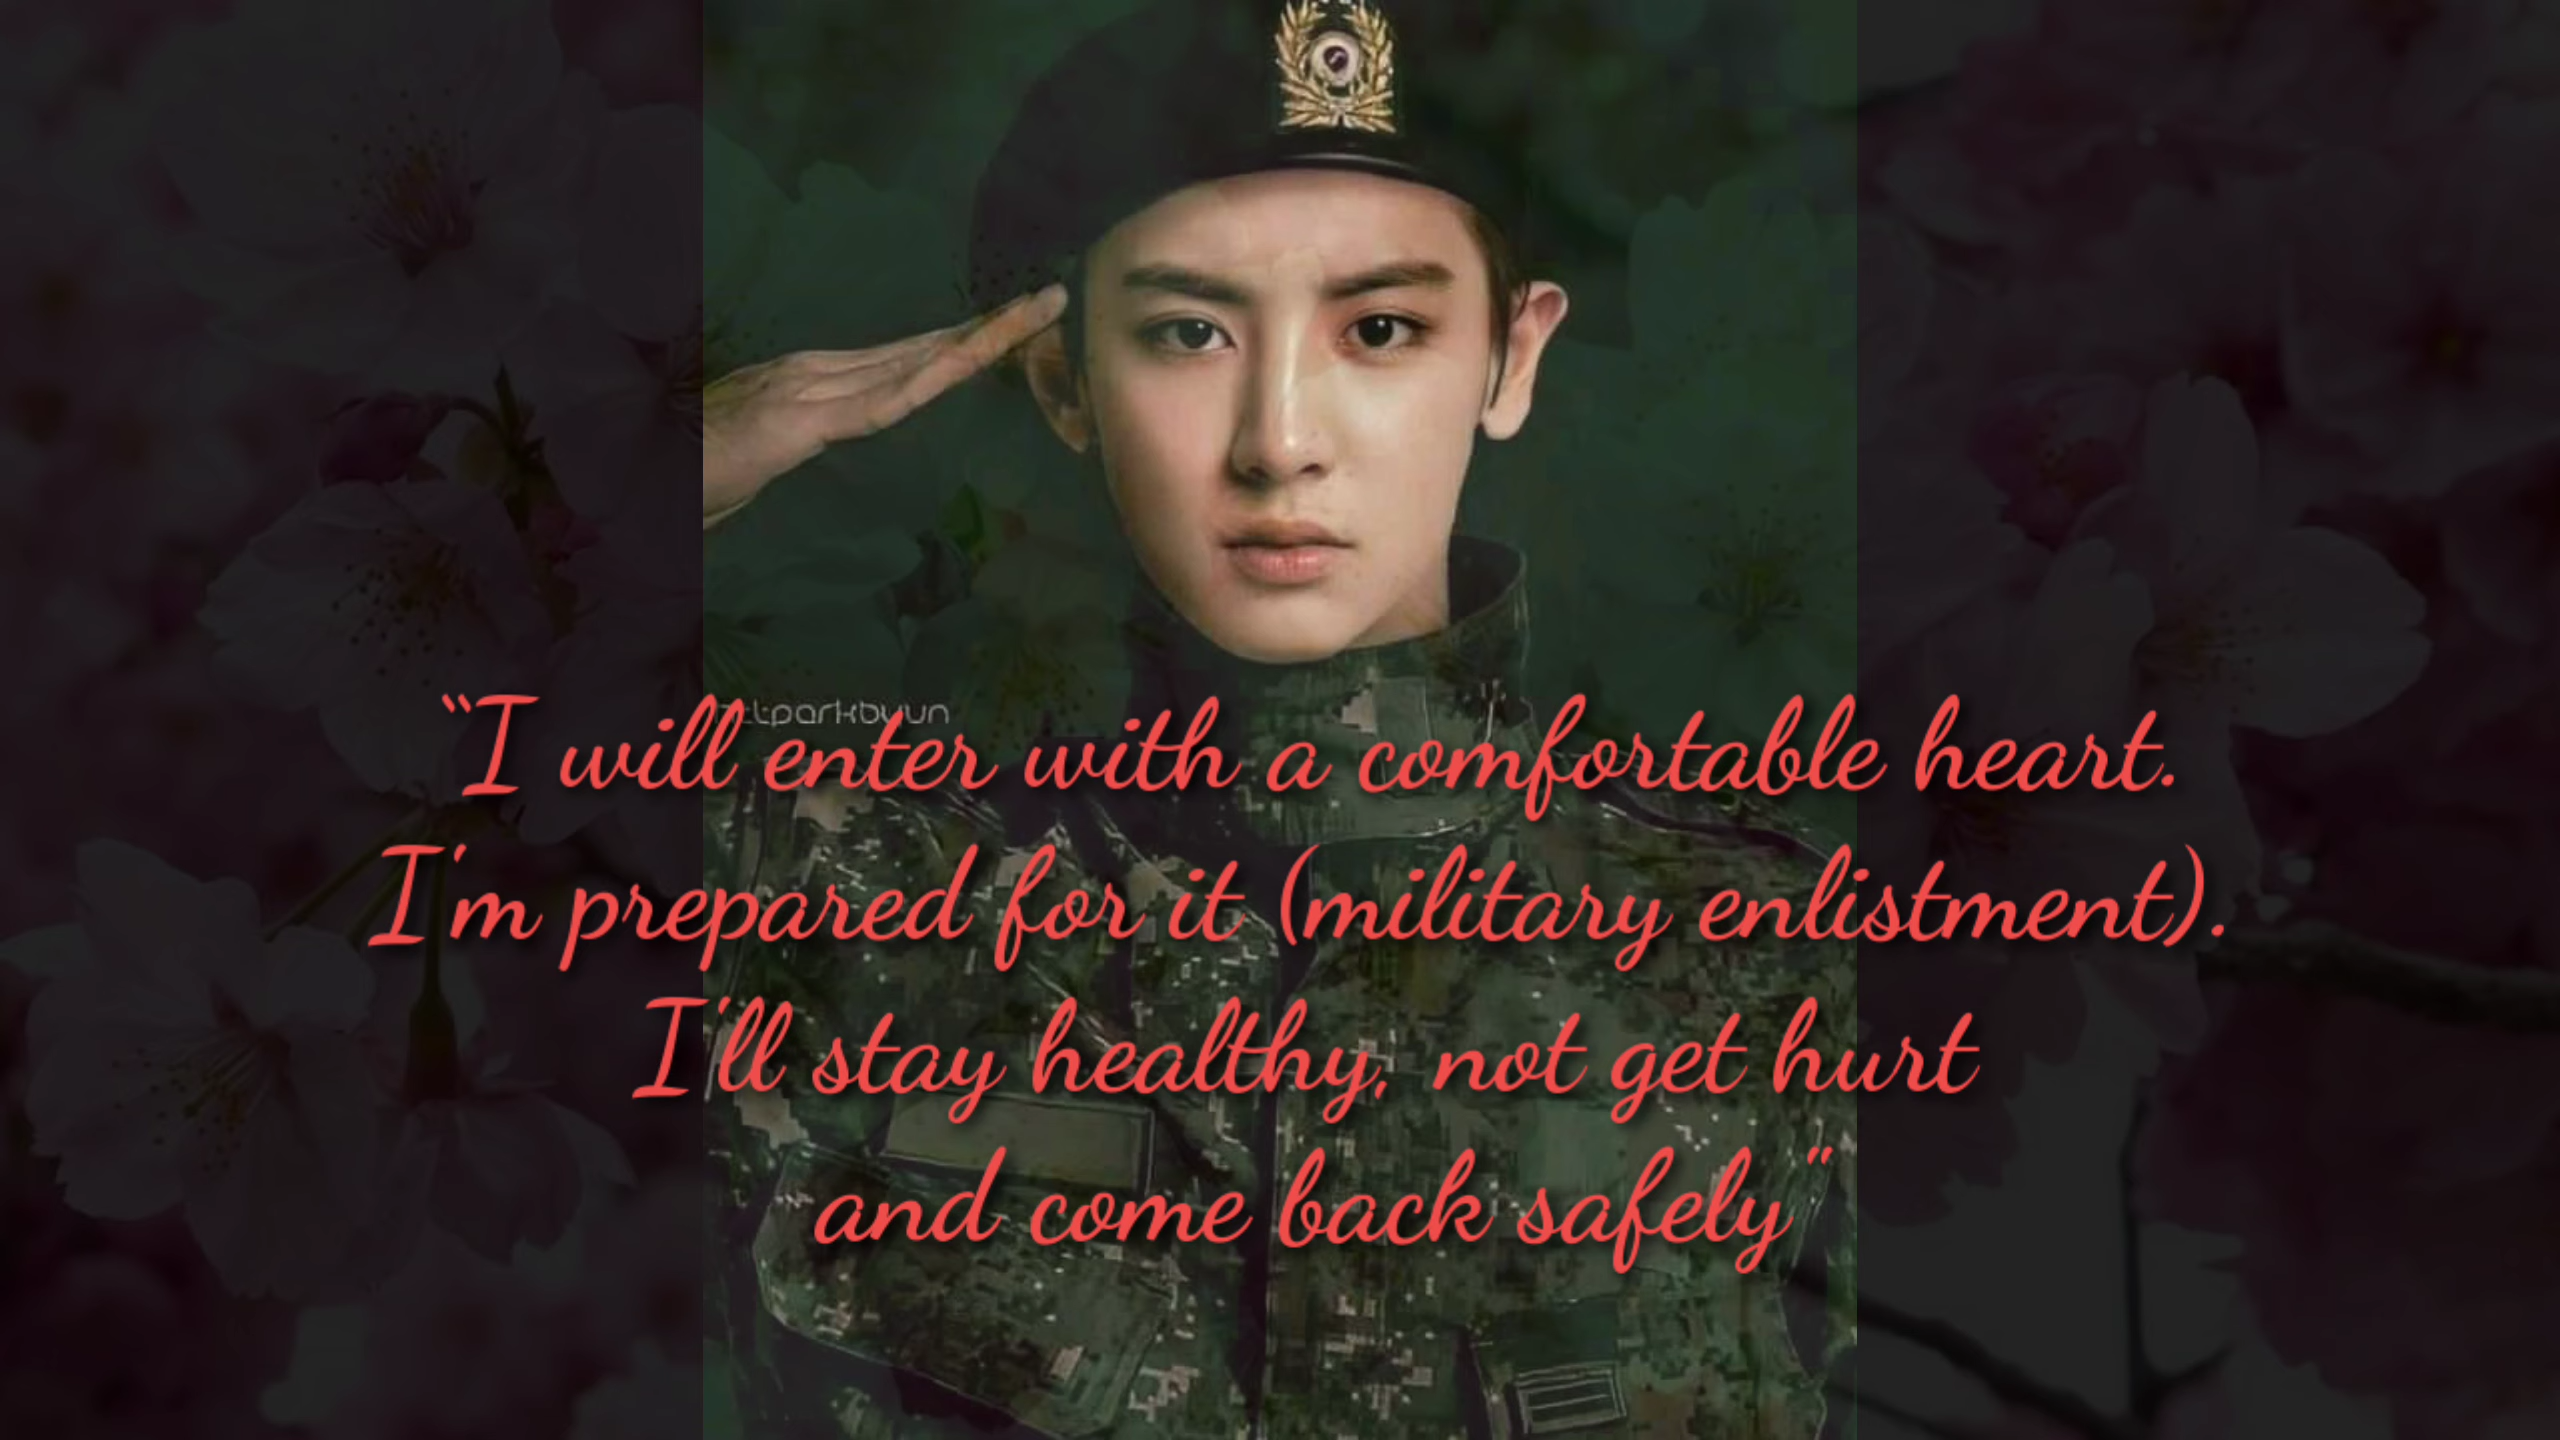 “I will enter with a comfortable heart.
I'm prepared for it (military enlistment).
I'll stay healthy, not get hurt
and come back safely”